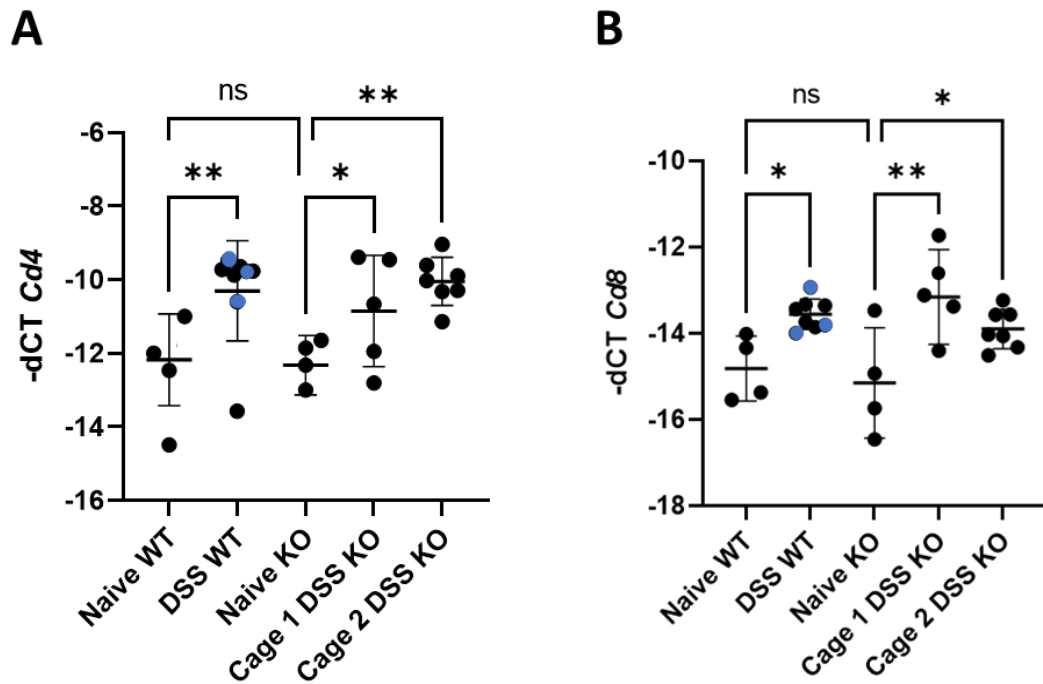 A
ns
**
**
*
-6
-8
-10
-12
-14
-16
-dCT Cd4
Naive WT
DSS WT
Naive KO
Cage 1 DSS KO
Cage 2 DSS KO
B
ns
*
*
**
-10
-12
-14
-16
-18
-dCT Cd8
Naive WT
DSS WT
Naive KO
Cage 1 DSS KO
Cage 2 DSS KO